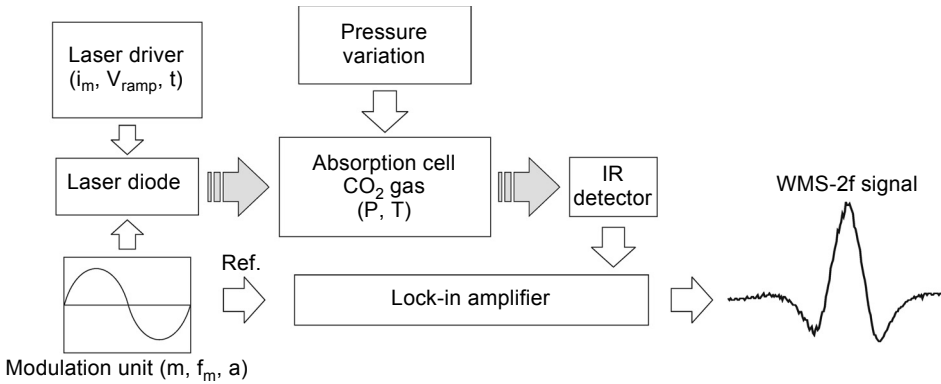 Laser driver
(iₘ, Vᵣₐₘₚ, t)
Pressure
variation
Laser diode
Absorption cell
CO₂ gas
(P, T)
IR
detector
WMS-2f signal
Ref.
Lock-in amplifier
Modulation unit (m, fₘ, a)